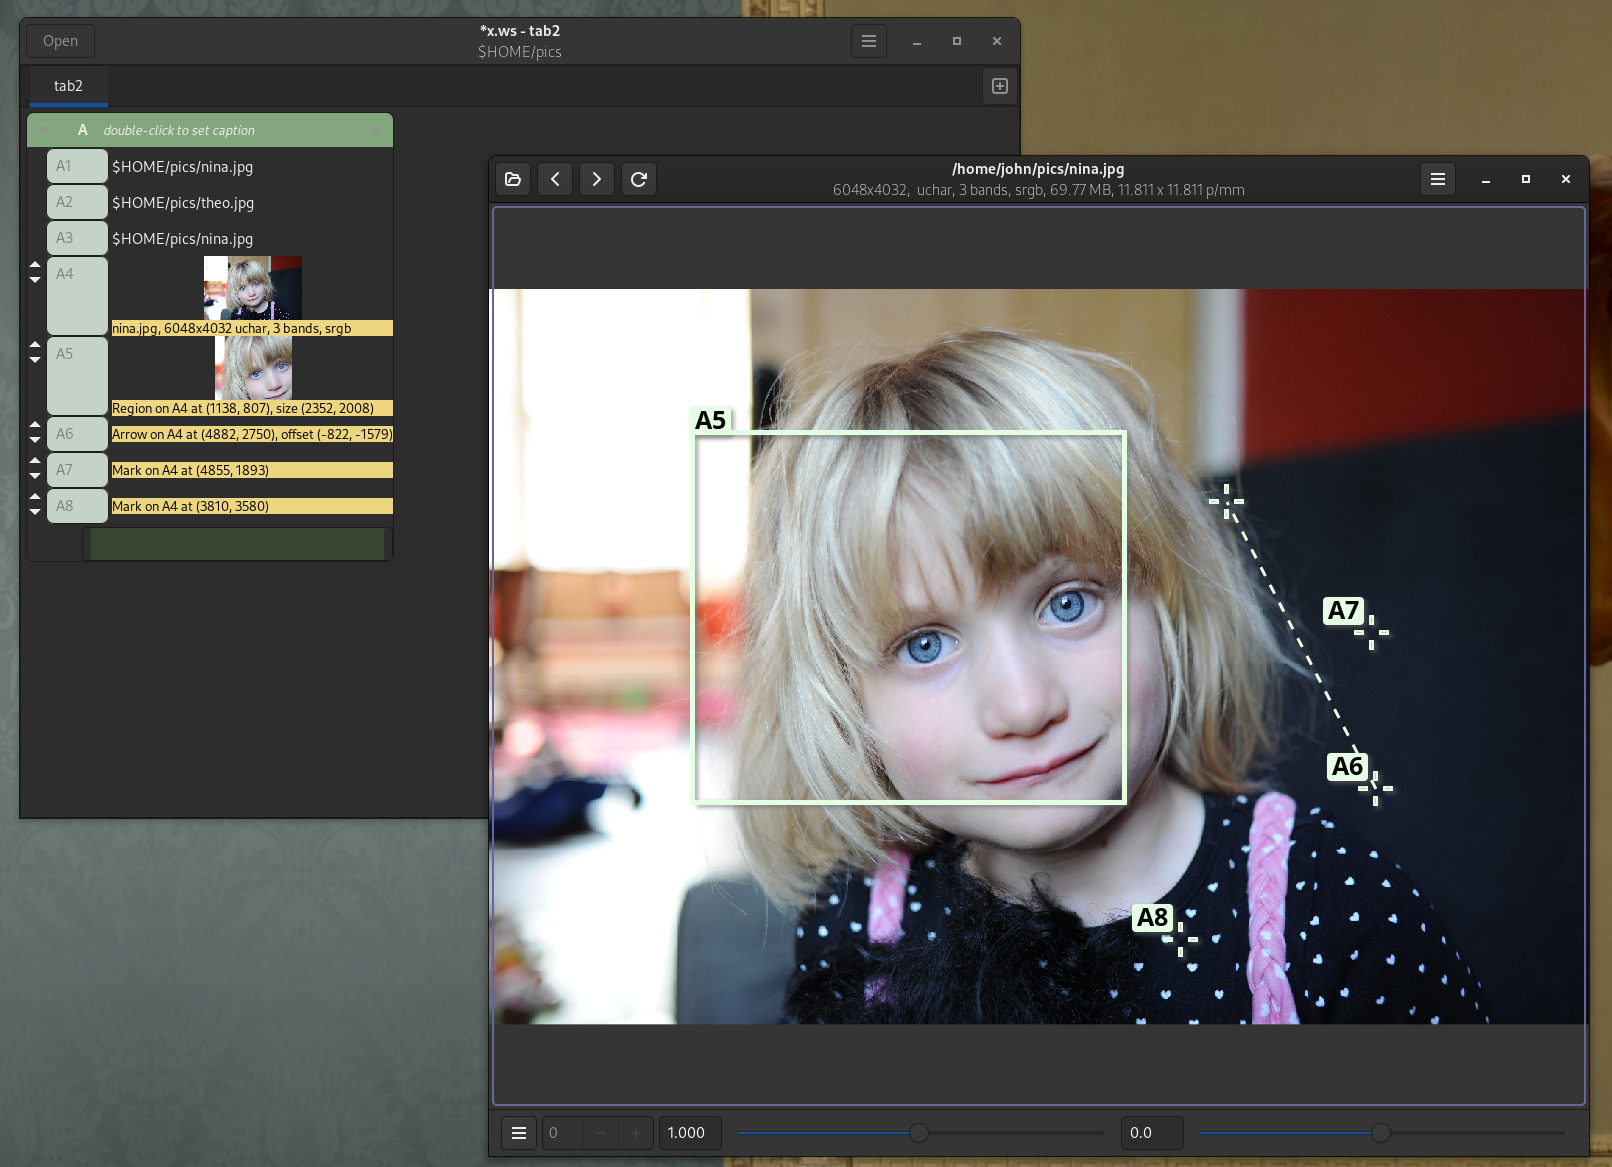 Open
*x.ws - tab2
$HOME/pics
tab2
A double-click to set caption
A1 $HOME/pics/nina.jpg
A2 $HOME/pics/theo.jpg
A3 $HOME/pics/nina.jpg
A4
nina.jpg, 6048x4032 uchar, 3 bands, srgb
A5
Region on A4 at (1138, 807), size (2352, 2008)
A6 Arrow on A4 at (4882, 2750), offset (-822, -1579)
A7 Mark on A4 at (4855, 1893)
A8 Mark on A4 at (3810, 3580)
/home/john/pics/nina.jpg
6048x4032, uchar, 3 bands, srgb, 69.77 MB, 11.811 x 11.811 p/mm
A5
A7
A6
A8
0 1.000 0.0